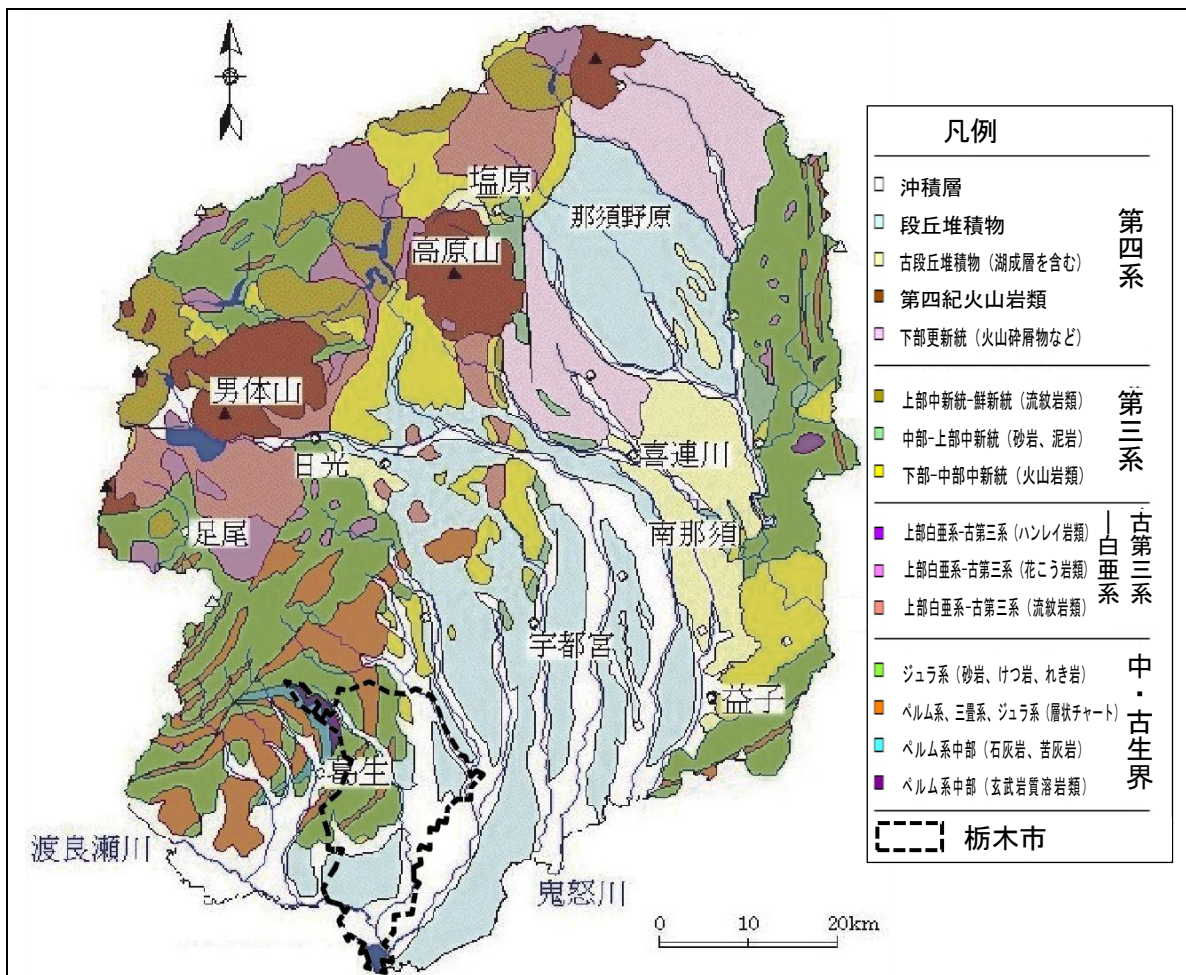 塩原
那須野原
高原山
男体山
日光
喜連川
足尾
南那須
宇都宮
益子
葛生
渡良瀬川
鬼怒川
0 10 20km
凡例
沖積層
段丘堆積物
古段丘堆積物（湖成層を含む）
第四紀火山岩類
下部更新統（火山砕屑物など）
第四系
上部中新統-鮮新統（流紋岩類）
中部-上部中新統（砂岩、泥岩）
下部-中部中新統（火山岩類）
第三系
上部白亜系-古第三系（ハンレイ岩類）
上部白亜系-古第三系（花こう岩類）
上部白亜系-古第三系（流紋岩類）
古第三系
ー白亜系
ジュラ系（砂岩、けつ岩、れき岩）
ペルム系、三畳系、ジュラ系（層状チャート）
ペルム系中部（石灰岩、苦灰岩）
ペルム系中部（玄武岩質溶岩類）
中・古生界
栃木市